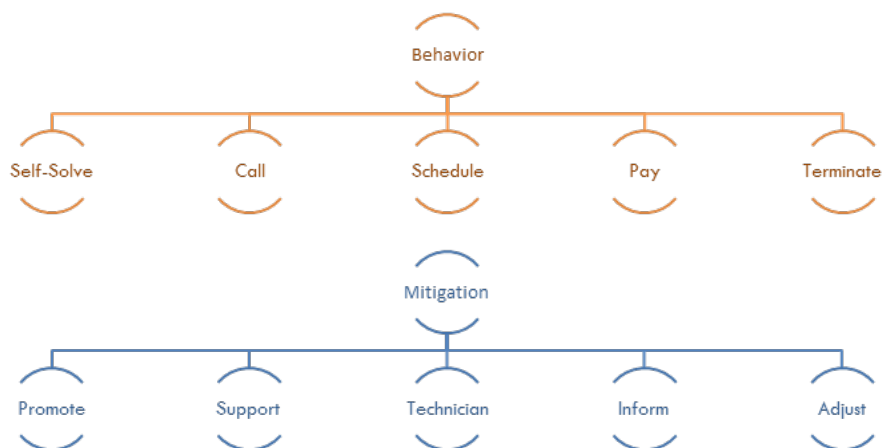 Behavior
Self-Solve Call Schedule Pay Terminate
Mitigation
Promote Support Technician Inform Adjust